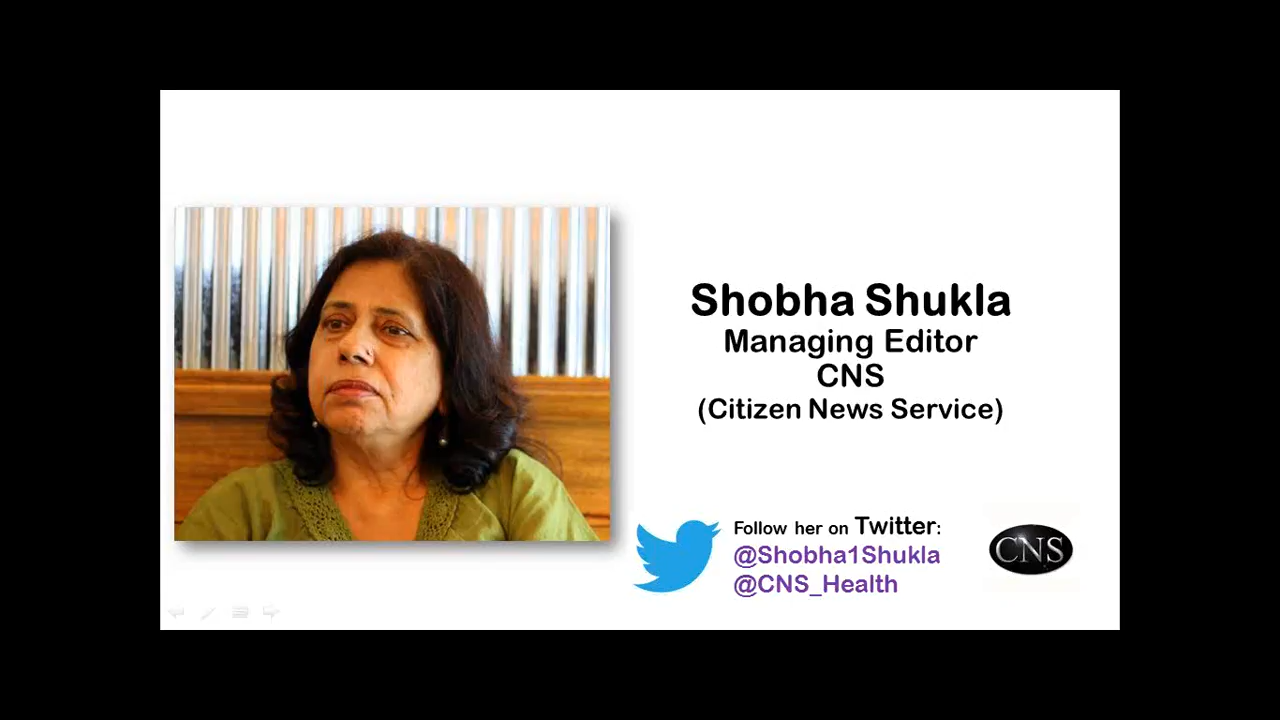 Shobha Shukla
Managing Editor
CNS
(Citizen News Service)
Follow her on Twitter:
@Shobha1Shukla
@CNS_Health
CNS